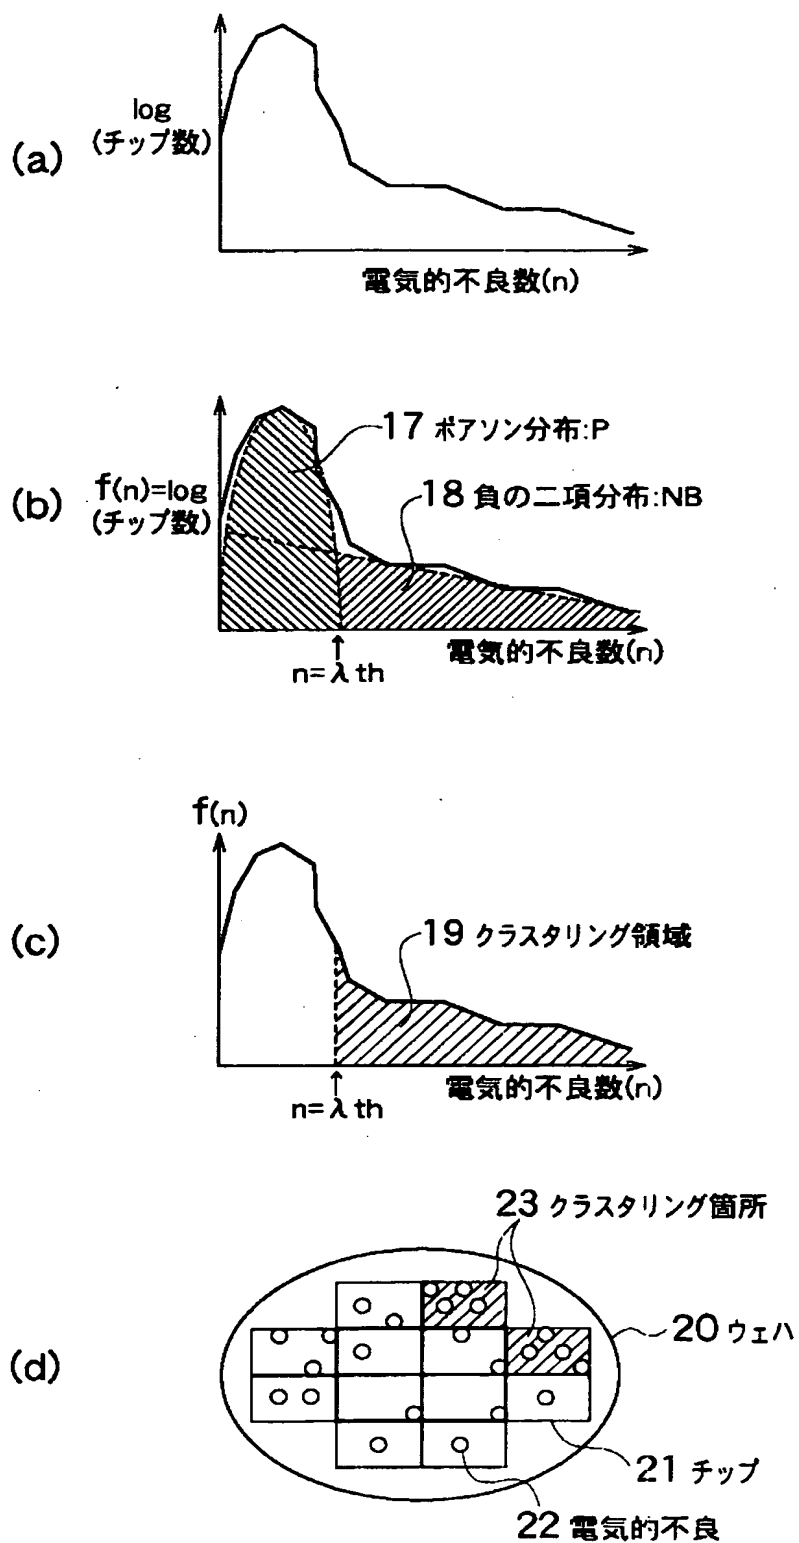 (a)
log
(チップ数)
電気的不良数(n)
(b)
f(n)=log
(チップ数)
17 ポアソン分布:P
18 負の二項分布:NB
電気的不良数(n)
n=λth
(c)
f(n)
19 クラスタリング領域
電気的不良数(n)
n=λth
(d)
23 クラスタリング箇所
20 ウェハ
21 チップ
22 電気的不良